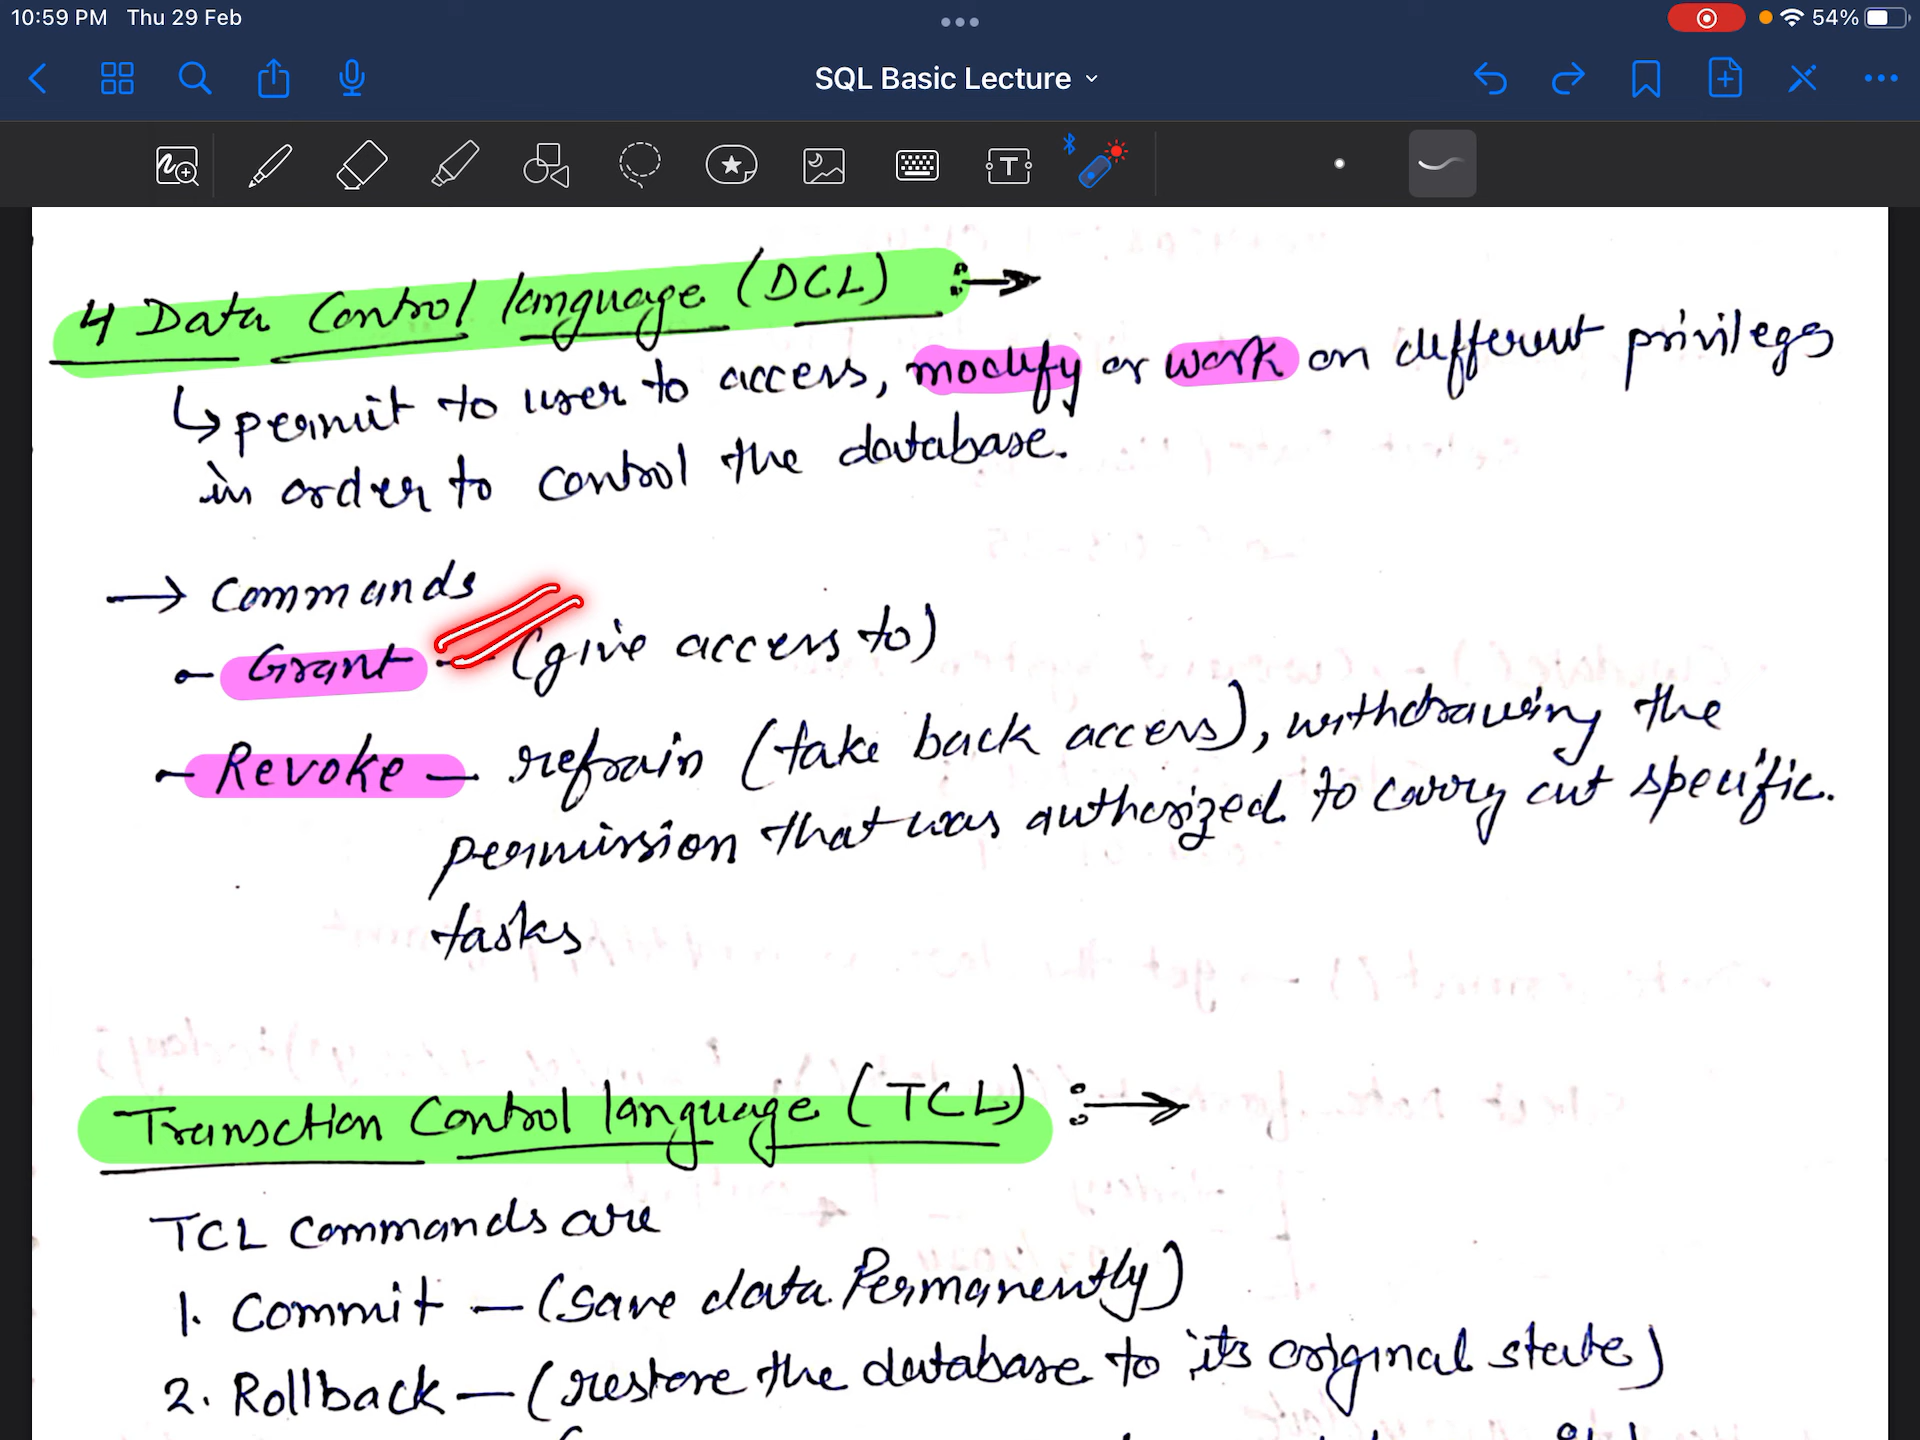 10:59 PM Thu 29 Feb
54%
SQL Basic Lecture
T
4 Data Control language (DCL) :→
↳ permit to user to access, modify or work on different privileges
in order to control the database.
→ Commands
- Grant - (give access to)
- Revoke - refrain (take back access), withdrawing the
permission that was authorized to carry out specific.
tasks
Transction Control language (TCL) :→
TCL Commands are
1. Commit - (save data Permanently)
2. Rollback - (restore the database to its original state)